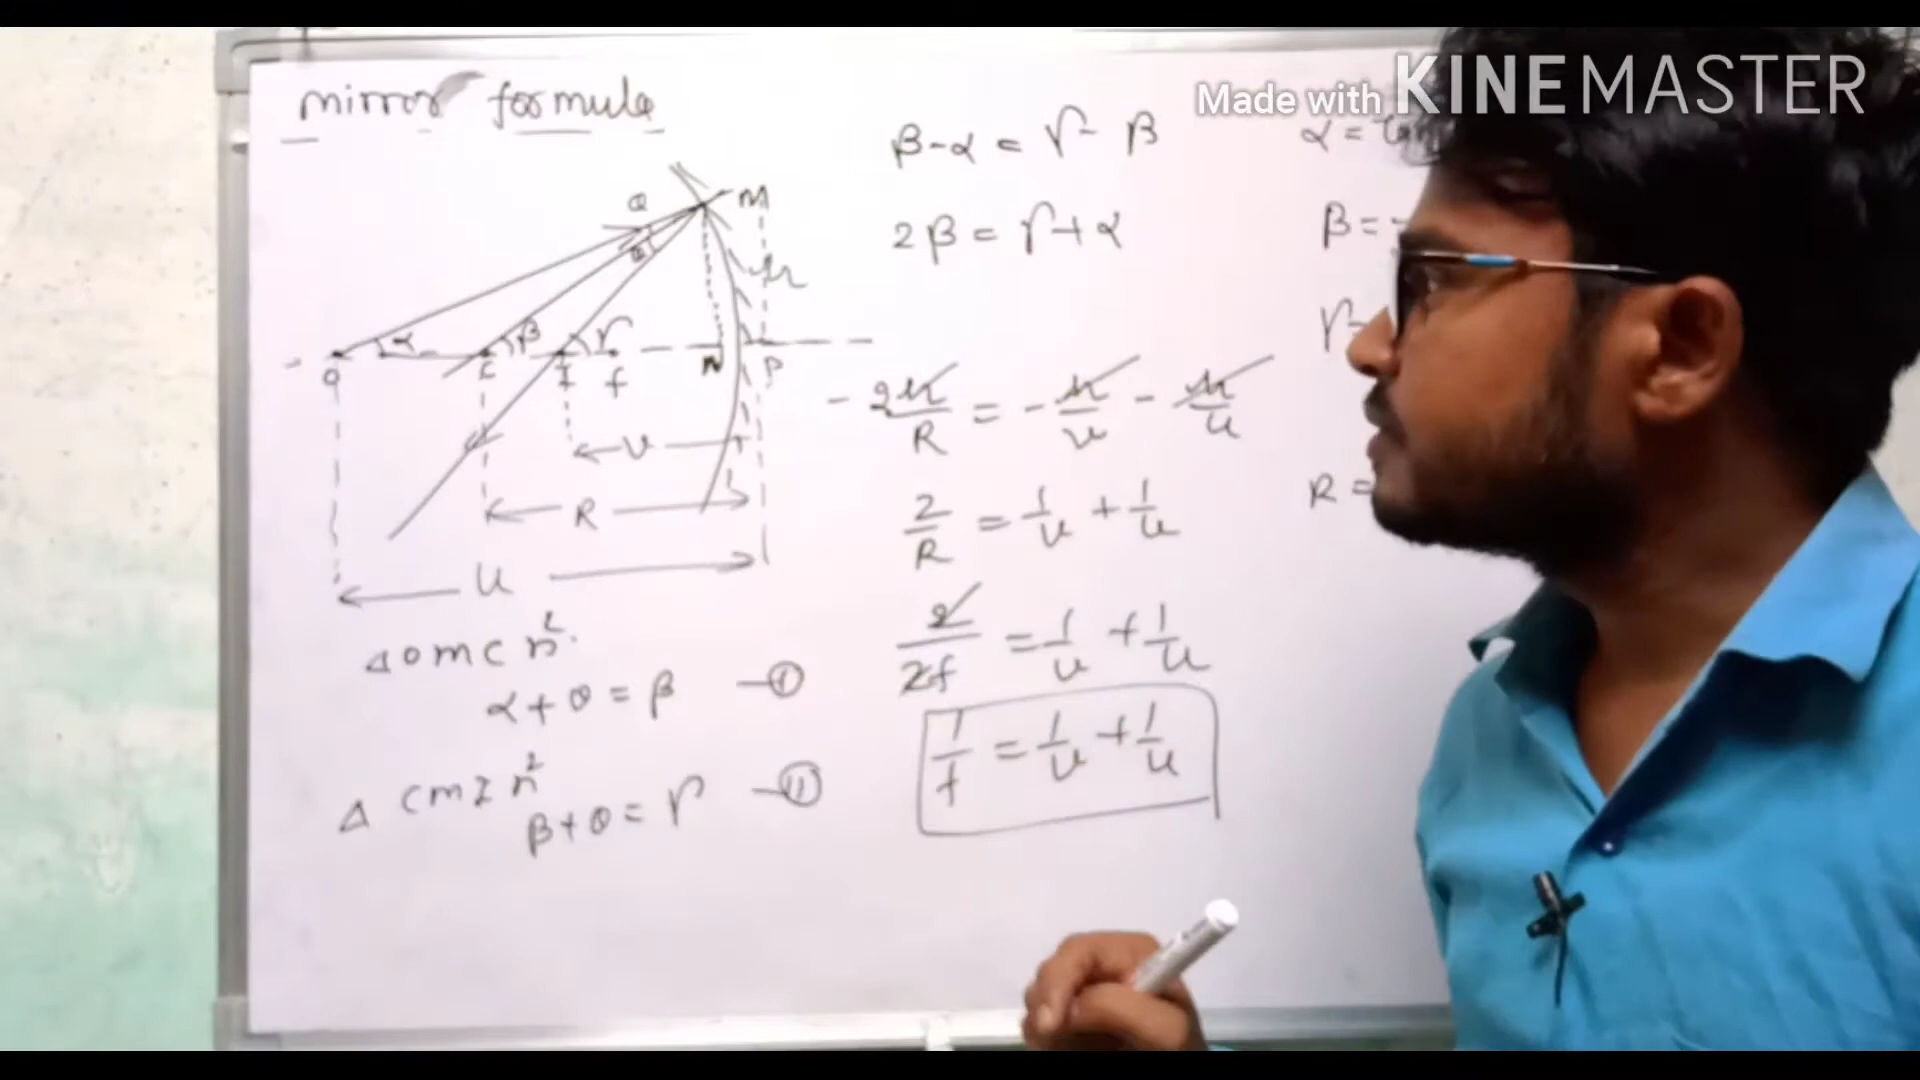 mirror formula
Made with KINEMASTER
M
h
α β r
O C I f N P
v
R
u
△ OMC में
α + θ = β —①
△ CMI में
β + θ = r —②
β - α = r - β
2β = r + α
- 2h/R = - h/v - h/u
2/R = 1/v + 1/u
2/2f = 1/v + 1/u
1/f = 1/v + 1/u
α = tan
β =
r =
R =